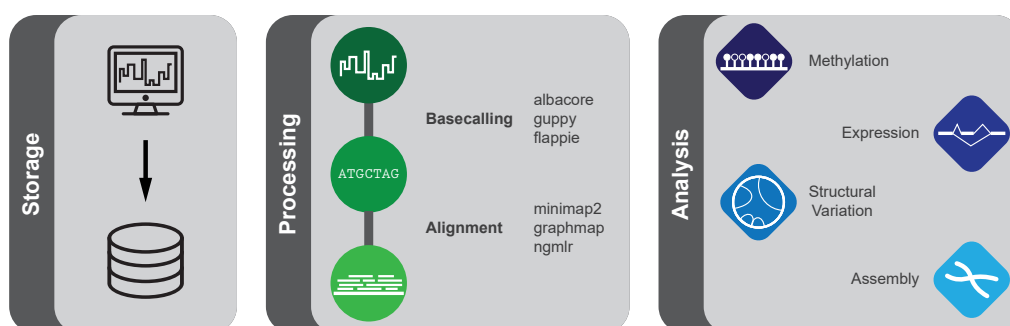 Storage
Processing
Basecalling
albacore
guppy
flappie
ATGCTAG
Alignment
minimap2
graphmap
ngmlr
Analysis
Methylation
Expression
Structural
Variation
Assembly